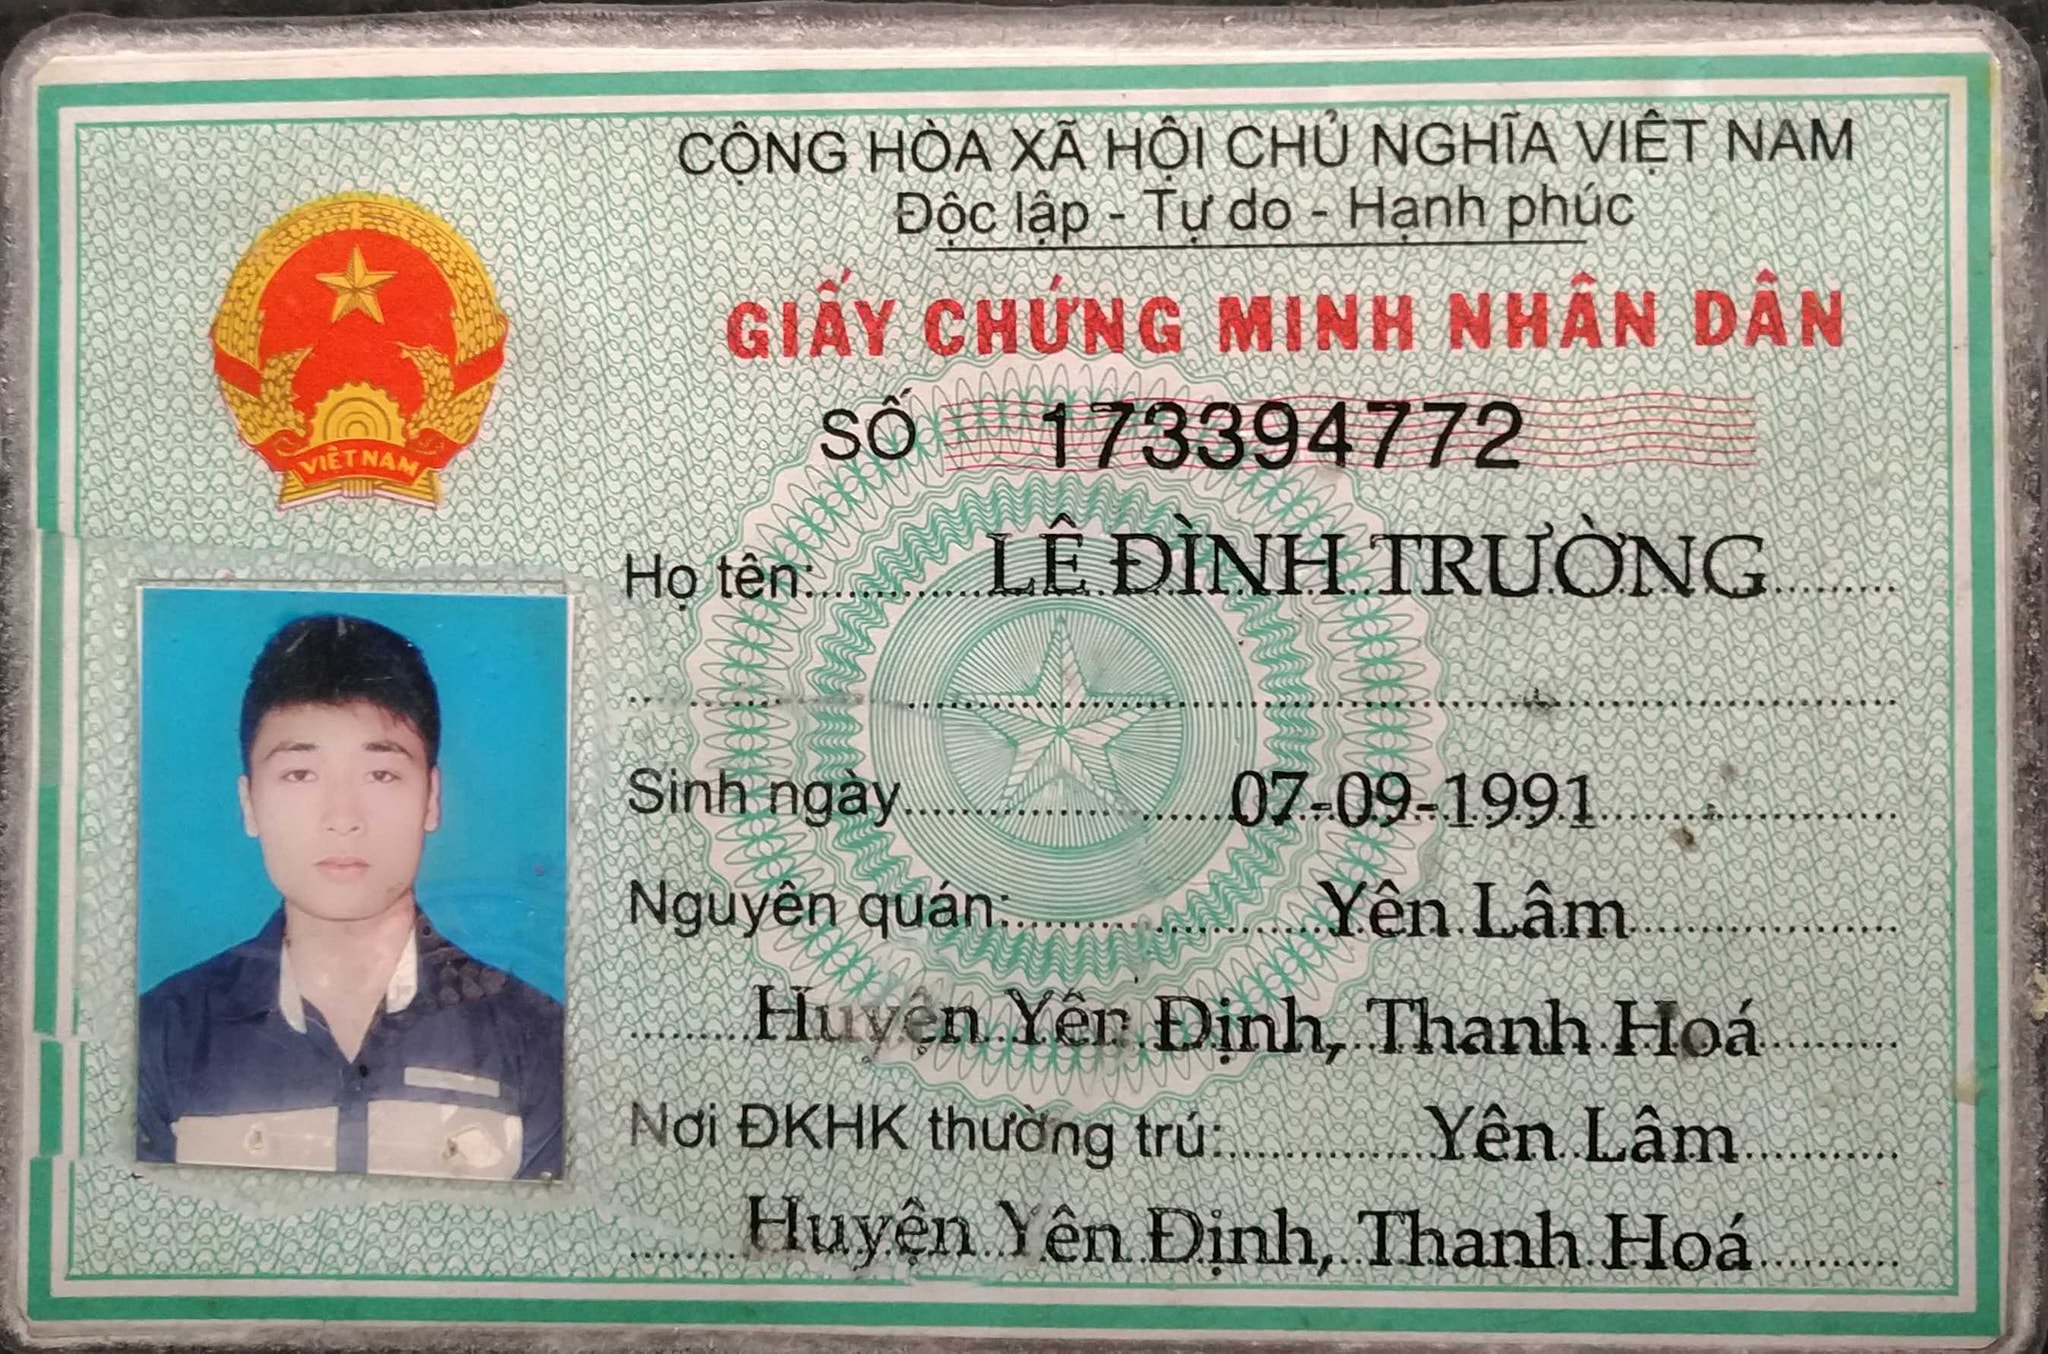 CỘNG HÒA XÃ HỘI CHỦ NGHĨA VIỆT NAM
Độc lập - Tự do - Hạnh phúc
GIẤY CHỨNG MINH NHÂN DÂN
SỐ 173394772
VIỆT NAM
Họ tên: LÊ ĐÌNH TRƯỜNG
Sinh ngày 07-09-1991
Nguyên quán: Yên Lâm
Huyện Yên Định, Thanh Hoá
Nơi ĐKHK thường trú: Yên Lâm
Huyện Yên Định, Thanh Hoá